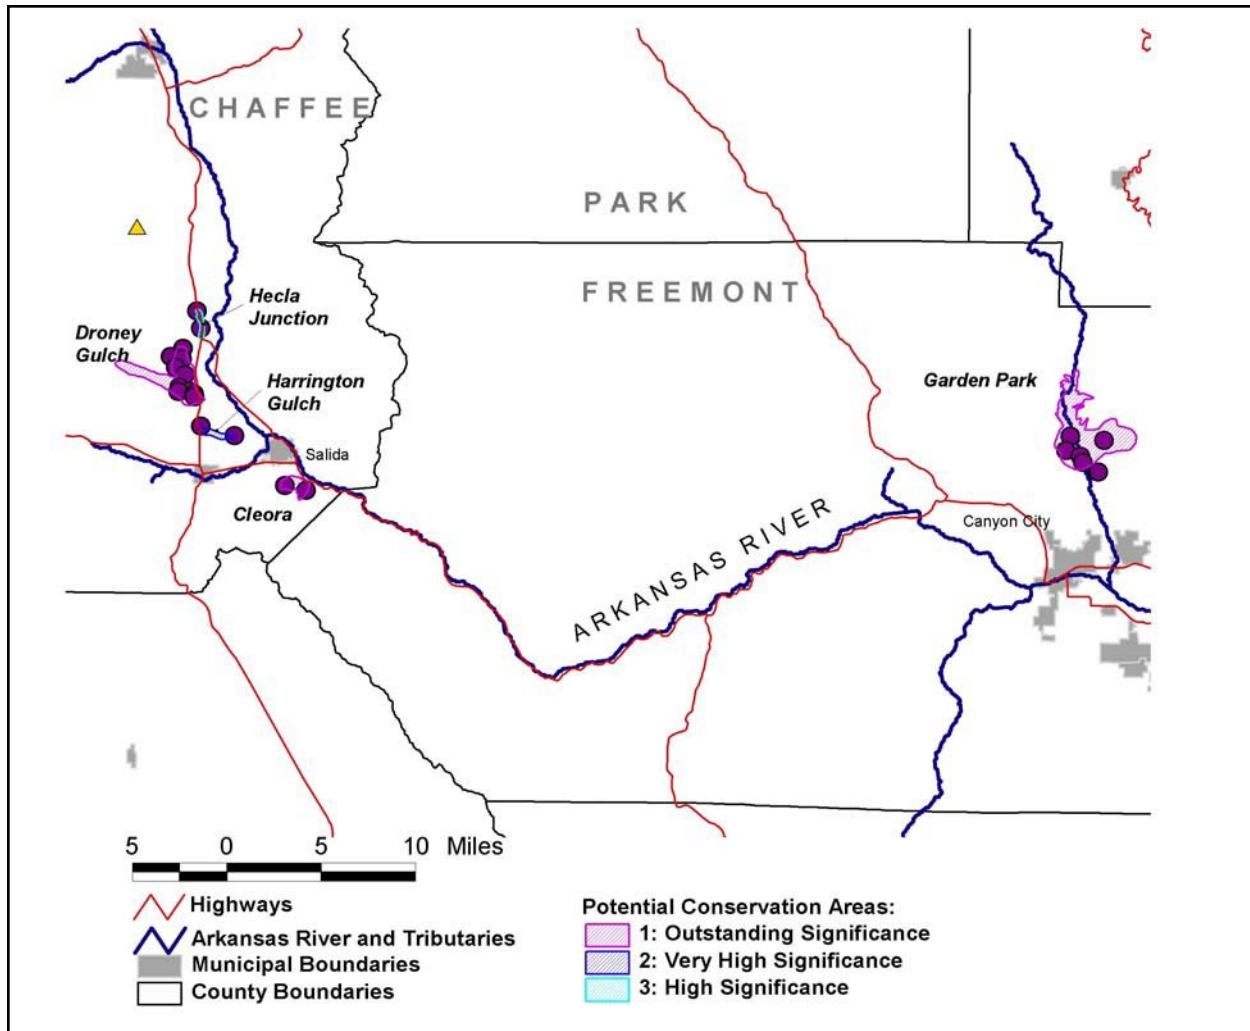 CHAFFEE
PARK
FREEMONT
Hecla
Junction
Droney
Gulch
Harrington
Gulch
Garden Park
Salida
Cleora
Canyon City
ARKANSAS RIVER
5 0 5 10 Miles
Highways
Arkansas River and Tributaries
Municipal Boundaries
County Boundaries
Potential Conservation Areas:
1: Outstanding Significance
2: Very High Significance
3: High Significance